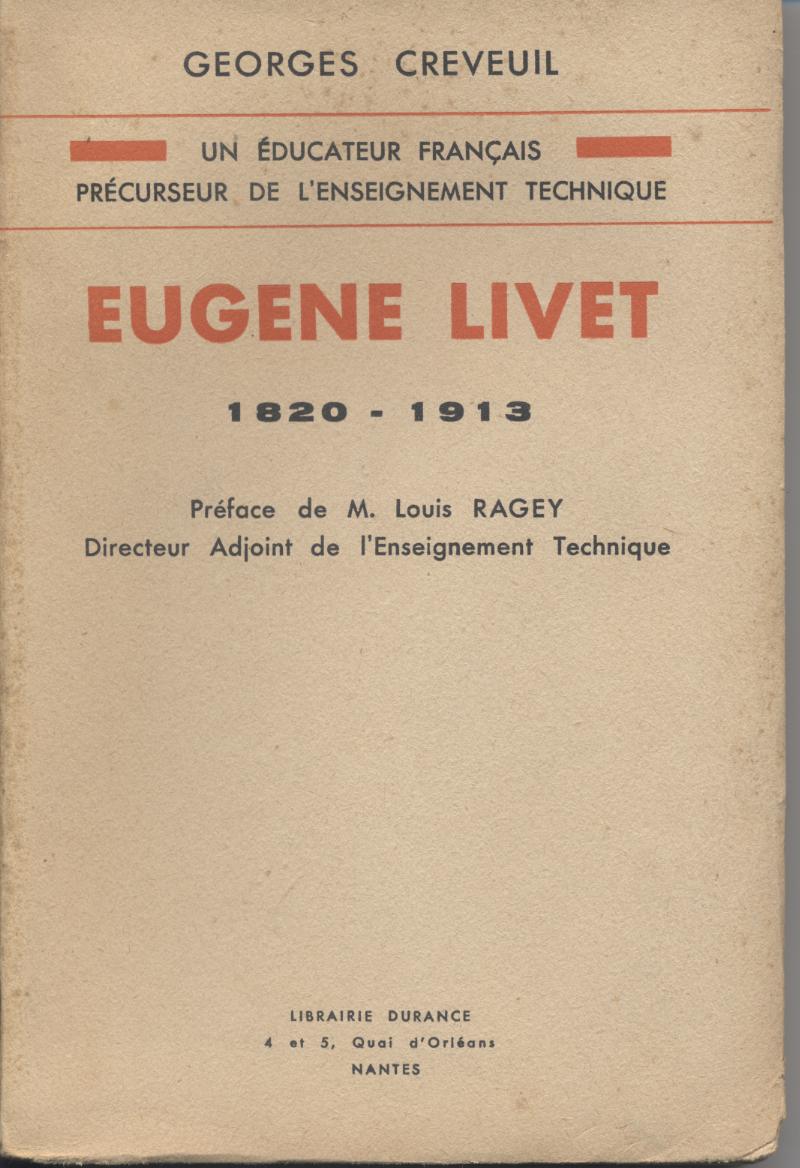 GEORGES CREVEUIL
UN ÉDUCATEUR FRANÇAIS
PRÉCURSEUR DE L'ENSEIGNEMENT TECHNIQUE
EUGENE LIVET
1820 - 1913
Préface de M. Louis RAGEY
Directeur Adjoint de l'Enseignement Technique
LIBRAIRIE DURANCE
4 et 5, Quai d'Orléans
NANTES